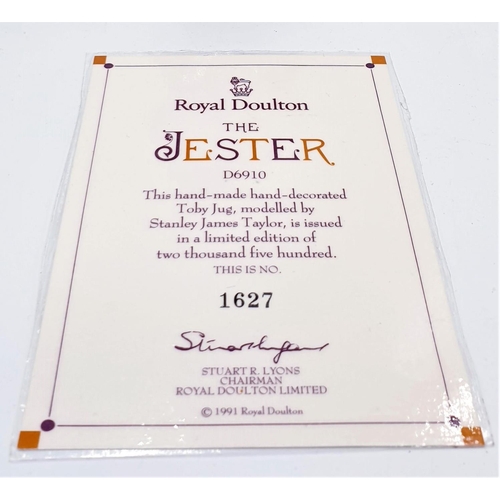 Royal Doulton
THE
JESTER
D6910
This hand-made hand-decorated
Toby Jug, modelled by
Stanley James Taylor, is issued
in a limited edition of
two thousand five hundred.
THIS IS NO.
1627
STUART R. LYONS
CHAIRMAN
ROYAL DOULTON LIMITED
© 1991 Royal Doulton